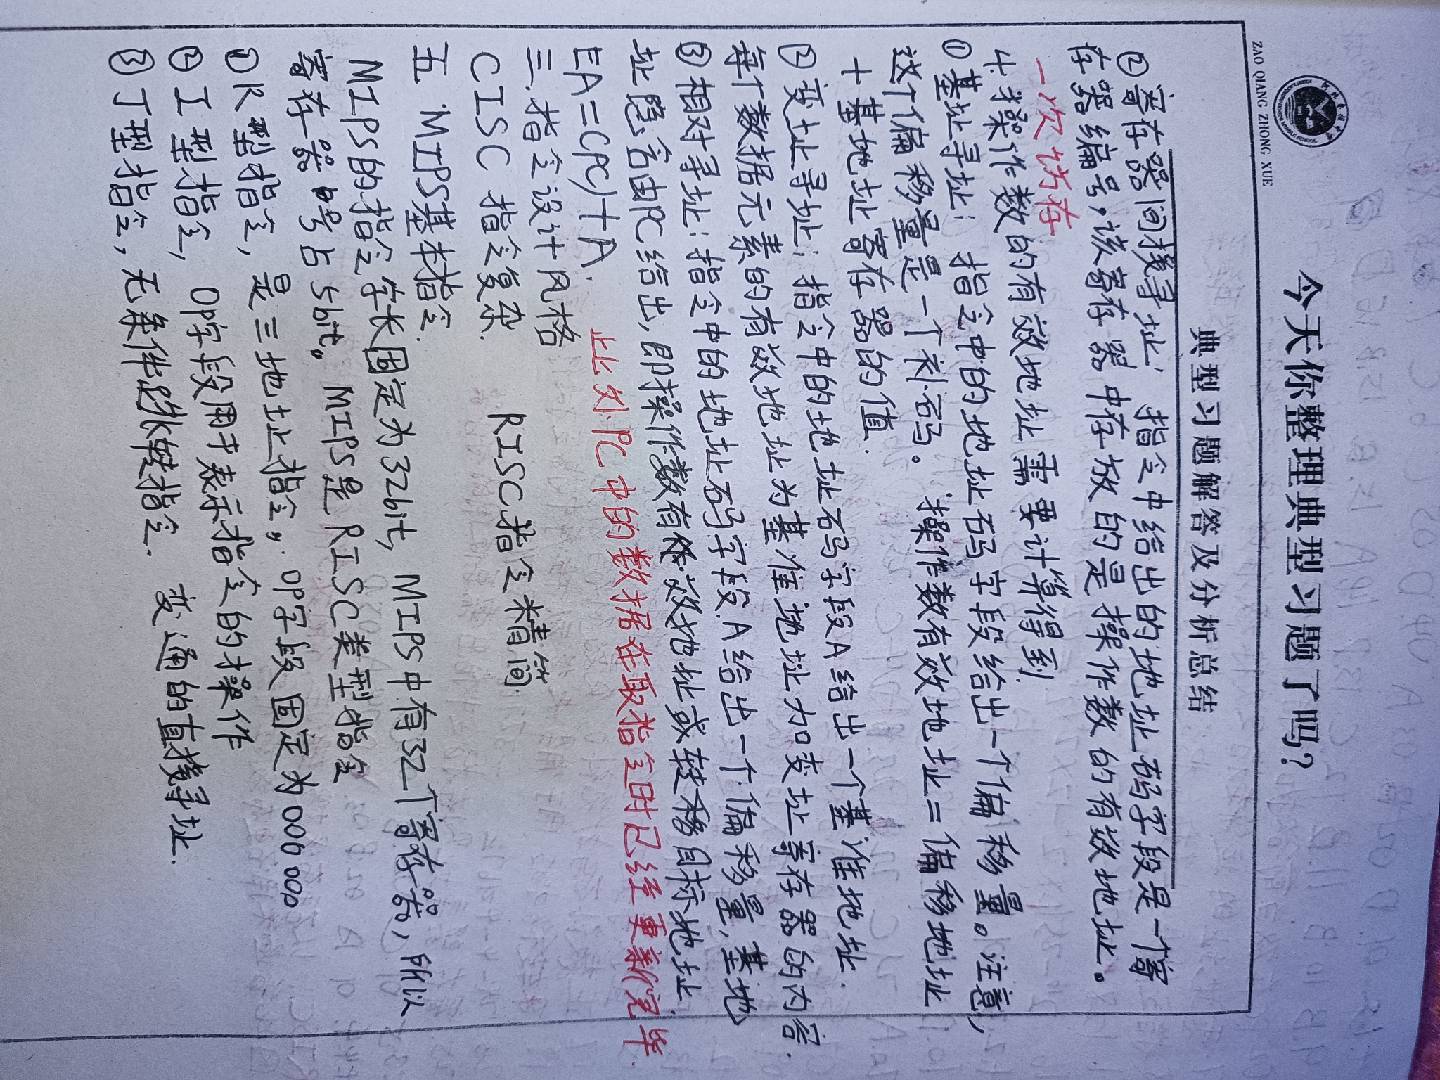 今天你整理典型习题了吗?
ZAO QIANG ZHONG XUE
典型习题解答及分析总结
②寄存器间接寻址: 指令中给出的地址码字段是一个寄
存器编号,该寄存器中存放的是操作数的有效地址。
一次访存
4.操作数的有效地址需要计算得到
①基址寻址: 指令中的地址码字段给出一个偏移量。注意,
这个偏移量是一个补码。操作数有效地址=偏移地址
+基地址寄存器的值.
②变址寻址; 指令中的地址码字段A给出一个基准地址.
每个数据元素的有效地址为基准地址加变址寄存器的内容.
③相对寻址: 指令中的地址码字段A给出一个偏移量,基地
址隐含由PC给出,即操作数有效地址或转移目标地址.
EA=(PC)+A. 此处PC中的数据在取指令时已经更新完毕.
三.指令设计风格
CISC 指令复杂. RISC指令精简.
五 MIPS基本指令.
MIPS的指令字长固定为32bit, MIPS中有32个寄存器,所以
寄存器号占5bit。MIPS是RISC类型指令
①R型指令,是三地址指令。OP字段固定为000000
②I型指令, OP字段用于表示指令的操作
③J型指令,无条件跳转指令. 变通的直接寻址.